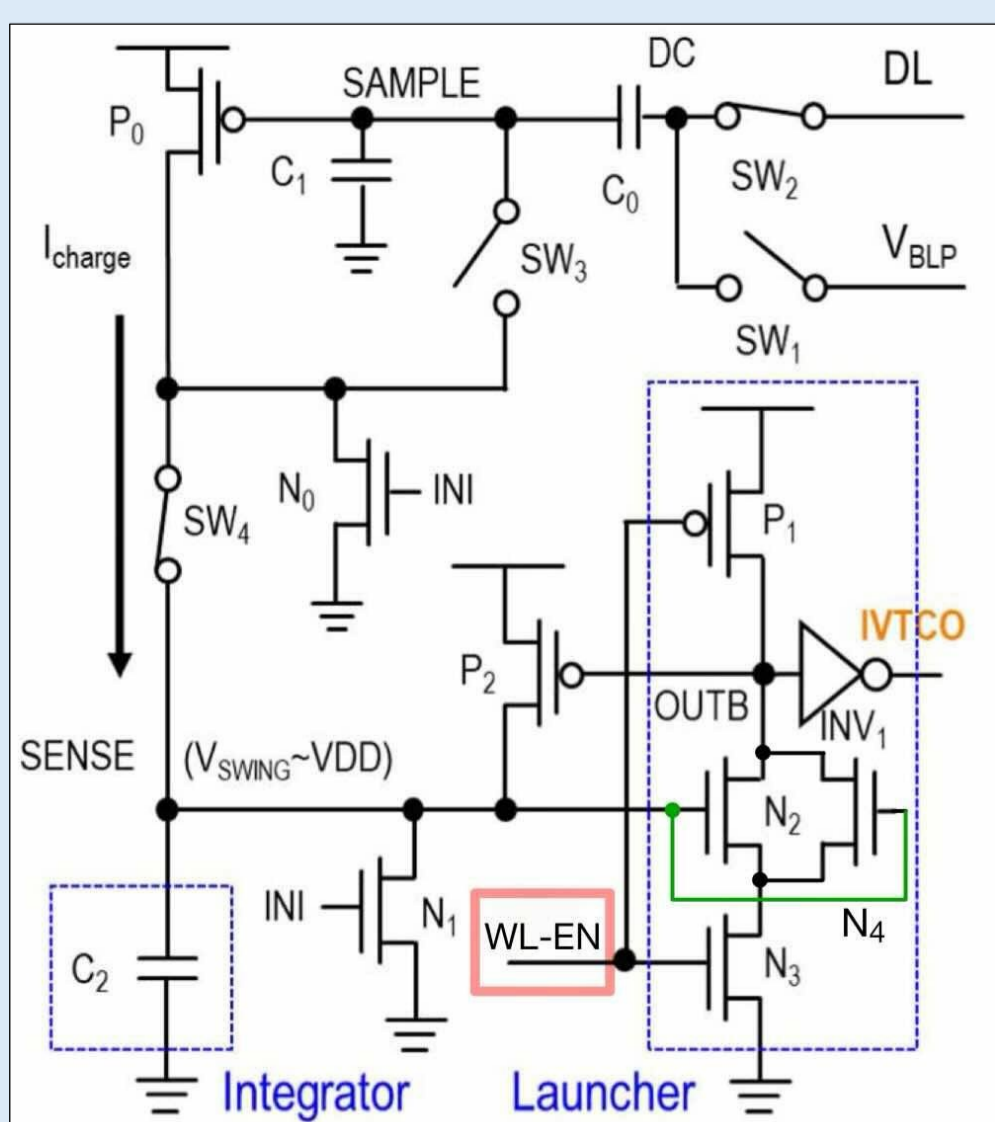 DC
DL
SAMPLE
P0
C1
C0
SW2
Icharge
SW3
VBLP
SW1
N0
INI
SW4
P1
P2
IVTCO
OUTB
INV1
SENSE
(VSWING~VDD)
N2
INI
N1
WL-EN
N4
C2
N3
Integrator
Launcher